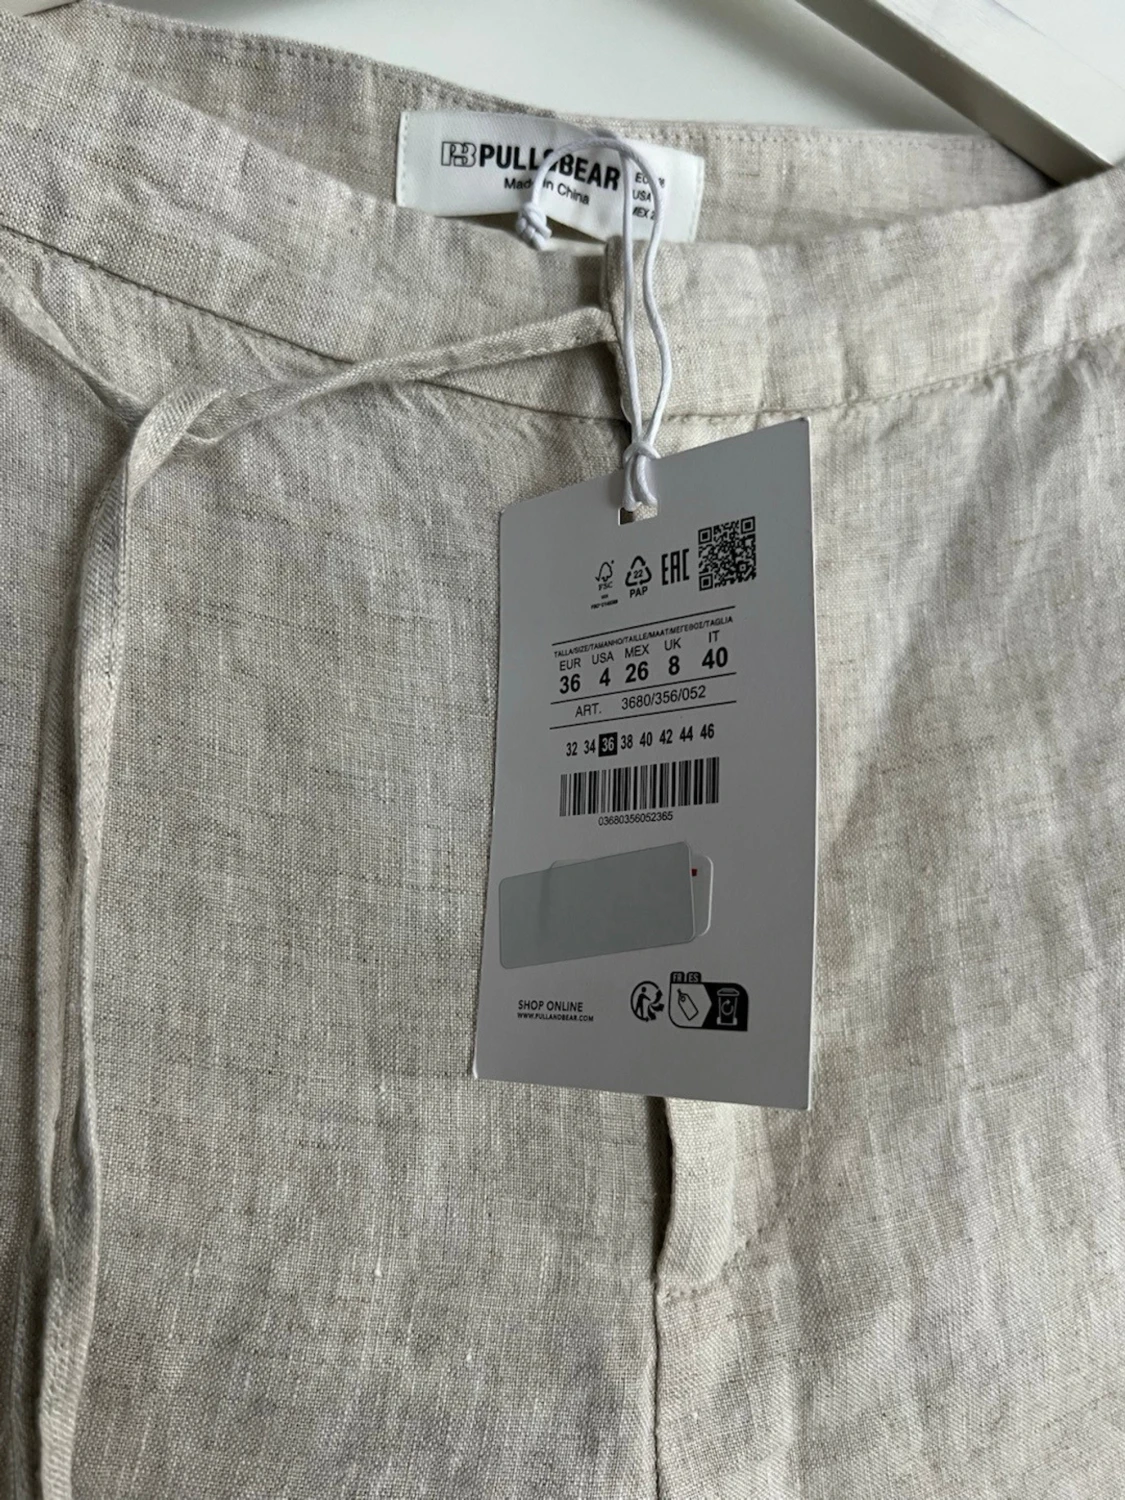 PULL&BEAR
Made in China
EAC
FSC
22
PAP
TALLA/SIZE/TAMANHO/TAILLE/MAAT/ΜΕΓΕΘΟΣ/TAGLIA
EUR USA MEX UK IT
36 4 26 8 40
ART. 3680/356/052
32 34 36 38 40 42 44 46
03680356052365
FR ES
SHOP ONLINE
WWW.PULLANDBEAR.COM